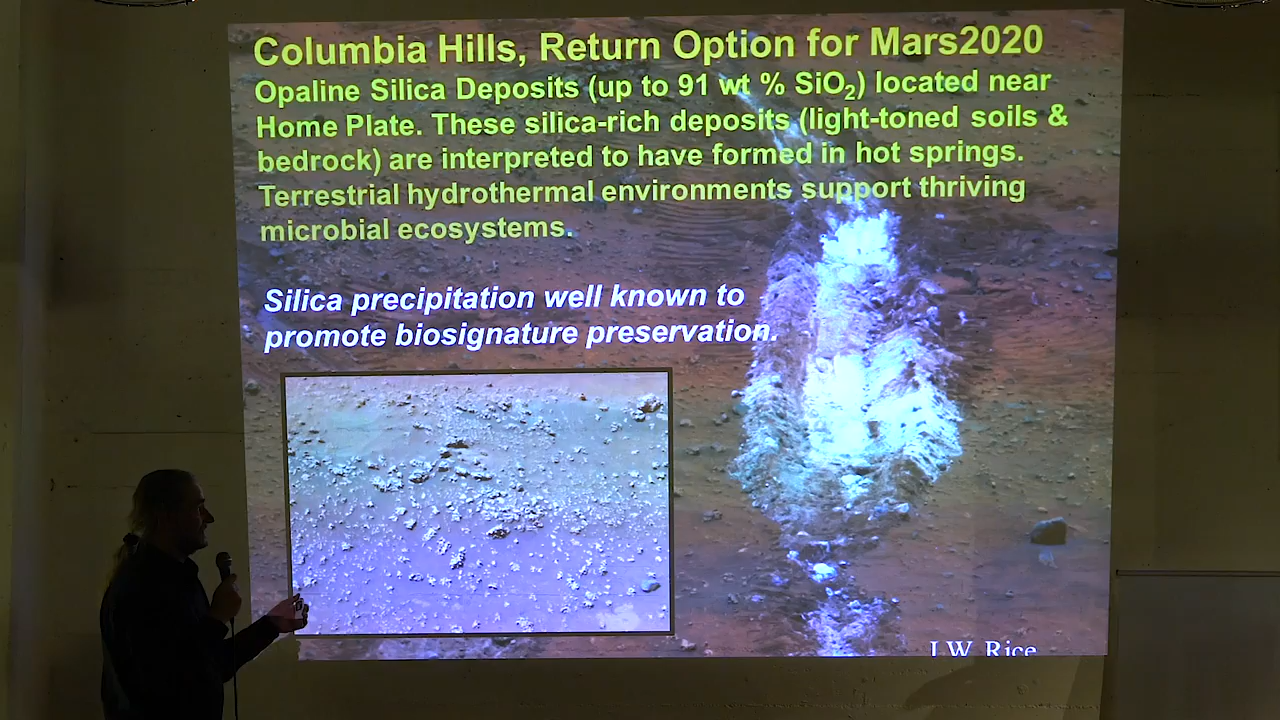 Columbia Hills, Return Option for Mars2020
Opaline Silica Deposits (up to 91 wt % SiO₂) located near
Home Plate. These silica-rich deposits (light-toned soils &
bedrock) are interpreted to have formed in hot springs.
Terrestrial hydrothermal environments support thriving
microbial ecosystems.
Silica precipitation well known to
promote biosignature preservation.
J.W. Rice